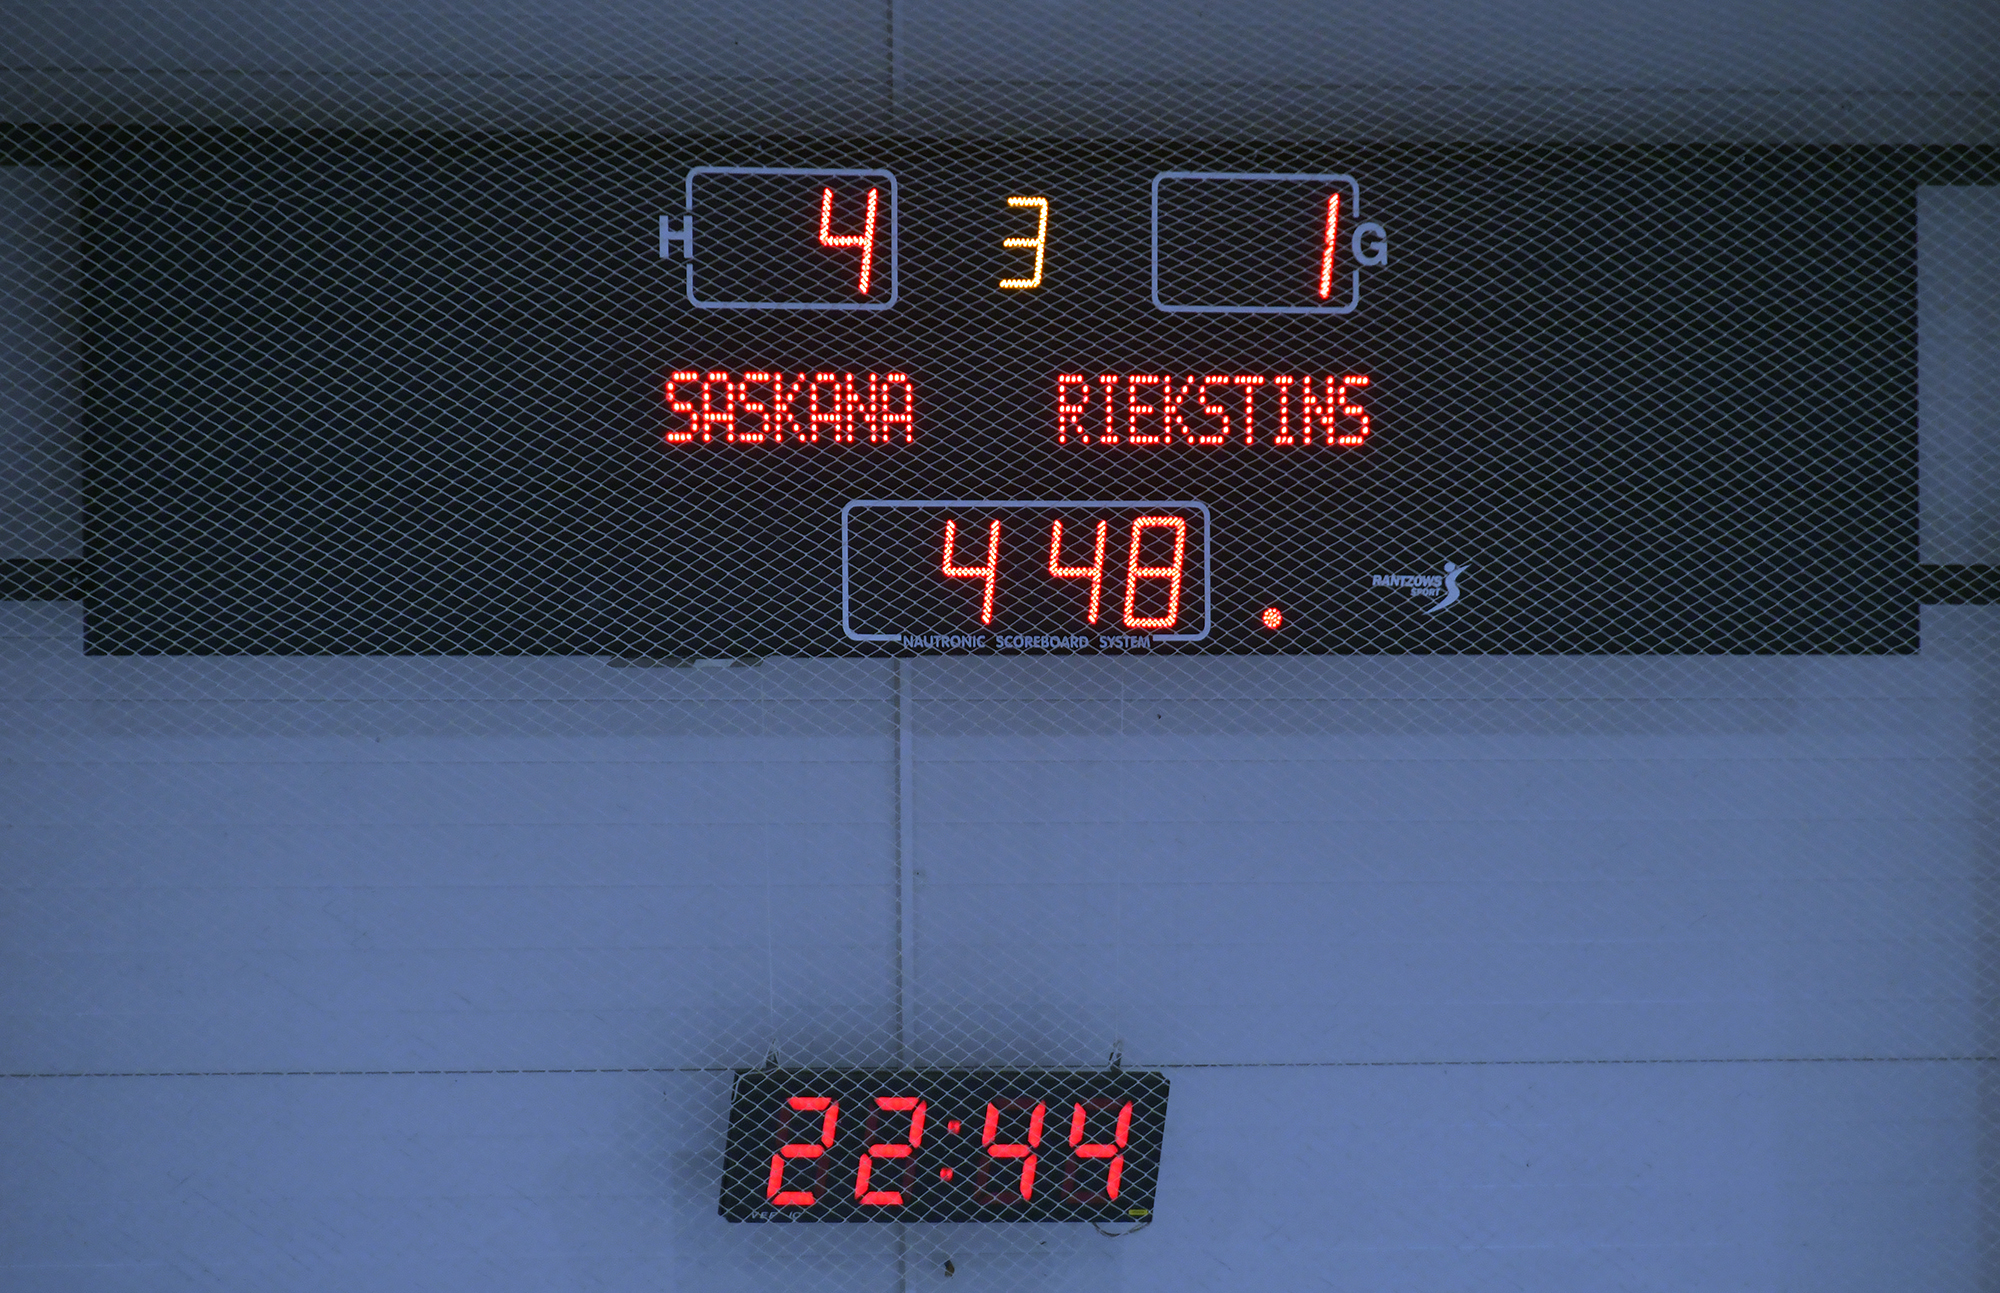 H 4 3 1 G
SASKANA RIEKSTINS
4 48 .
RANTZOWS
SPORT
NAUTRONIC SCOREBOARD SYSTEM
22:44